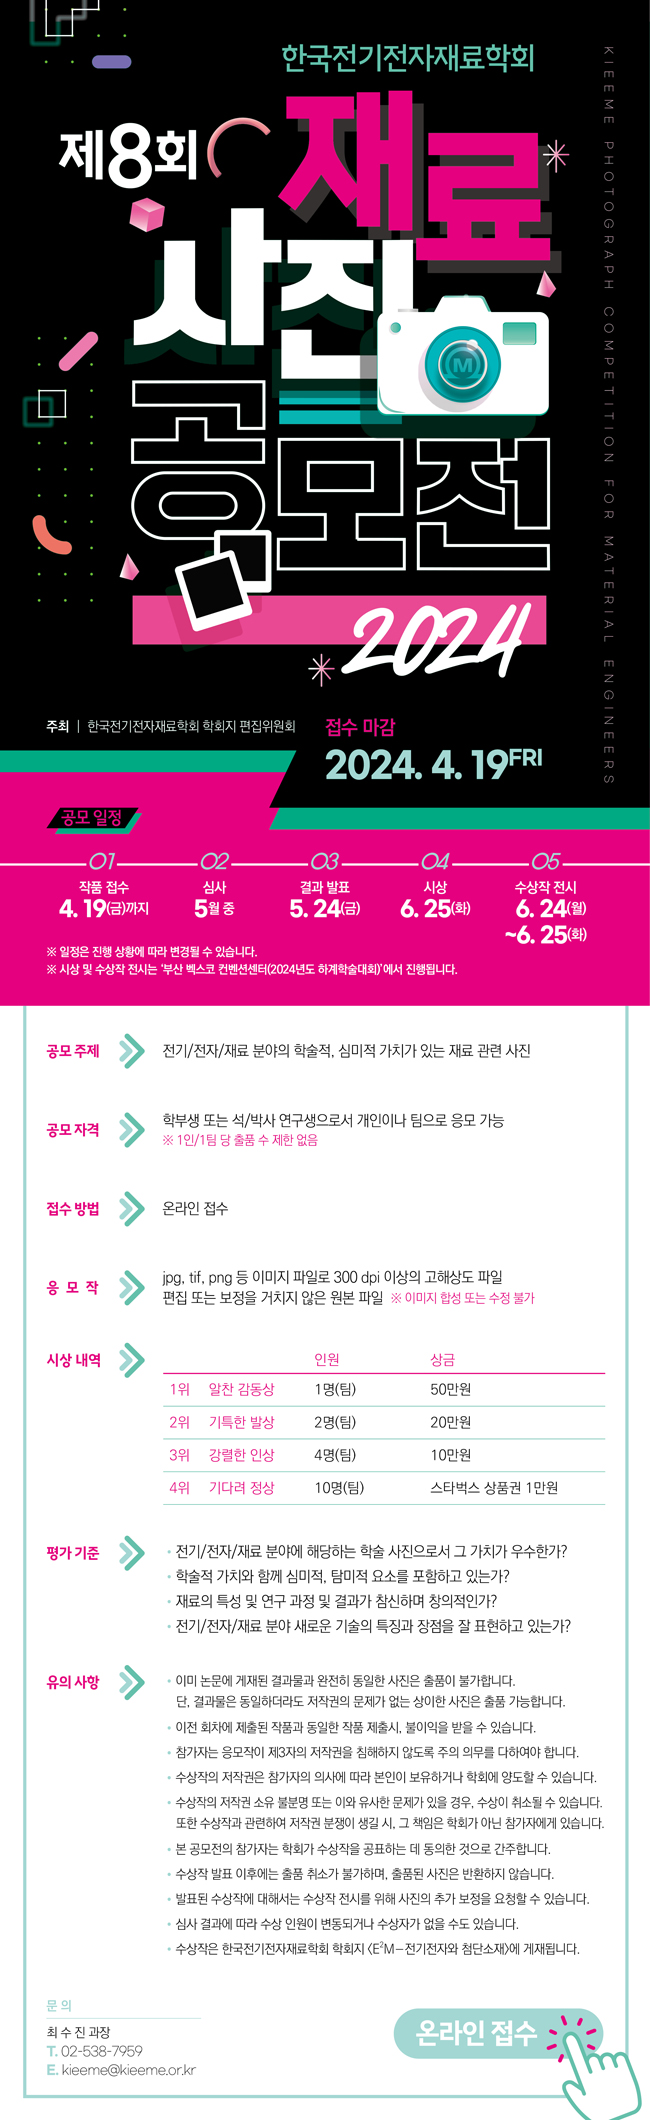 한국전기전자재료학회
제8회
재료
사진
공모전
2024
KIEEME PHOTOGRAPH COMPETITION FOR MATERIAL ENGINEERS
M
주최 | 한국전기전자재료학회 학회지 편집위원회
접수 마감
2024. 4. 19FRI
공모 일정
01 02 03 04 05
작품 접수 심사 결과 발표 시상 수상작 전시
4. 19(금)까지 5월 중 5. 24(금) 6. 25(화) 6. 24(월)
~6. 25(화)
※ 일정은 진행 상황에 따라 변경될 수 있습니다.
※ 시상 및 수상작 전시는 '부산 벡스코 컨벤션센터(2024년도 하계학술대회)'에서 진행됩니다.
공모 주제 전기/전자/재료 분야의 학술적, 심미적 가치가 있는 재료 관련 사진
공모 자격 학부생 또는 석/박사 연구생으로서 개인이나 팀으로 응모 가능
※ 1인/1팀 당 출품 수 제한 없음
접수 방법 온라인 접수
응 모 작 jpg, tif, png 등 이미지 파일로 300 dpi 이상의 고해상도 파일
편집 또는 보정을 거치지 않은 원본 파일 ※ 이미지 합성 또는 수정 불가
시상 내역 인원 상금
1위 알찬 감동상 1명(팀) 50만원
2위 기특한 발상 2명(팀) 20만원
3위 강렬한 인상 4명(팀) 10만원
4위 기다려 정상 10명(팀) 스타벅스 상품권 1만원
평가 기준 • 전기/전자/재료 분야에 해당하는 학술 사진으로서 그 가치가 우수한가?
• 학술적 가치와 함께 심미적, 탐미적 요소를 포함하고 있는가?
• 재료의 특성 및 연구 과정 및 결과가 참신하며 창의적인가?
• 전기/전자/재료 분야 새로운 기술의 특징과 장점을 잘 표현하고 있는가?
유의 사항 • 이미 논문에 게재된 결과물과 완전히 동일한 사진은 출품이 불가합니다.
단, 결과물은 동일하더라도 저작권의 문제가 없는 상이한 사진은 출품 가능합니다.
• 이전 회차에 제출된 작품과 동일한 작품 제출시, 불이익을 받을 수 있습니다.
• 참가자는 응모작이 제3자의 저작권을 침해하지 않도록 주의 의무를 다하여야 합니다.
• 수상작의 저작권은 참가자의 의사에 따라 본인이 보유하거나 학회에 양도할 수 있습니다.
• 수상작의 저작권 소유 불분명 또는 이와 유사한 문제가 있을 경우, 수상이 취소될 수 있습니다.
또한 수상작과 관련하여 저작권 분쟁이 생길 시, 그 책임은 학회가 아닌 참가자에게 있습니다.
• 본 공모전의 참가자는 학회가 수상작을 공표하는 데 동의한 것으로 간주합니다.
• 수상작 발표 이후에는 출품 취소가 불가하며, 출품된 사진은 반환하지 않습니다.
• 발표된 수상작에 대해서는 수상작 전시를 위해 사진의 추가 보정을 요청할 수 있습니다.
• 심사 결과에 따라 수상 인원이 변동되거나 수상자가 없을 수도 있습니다.
• 수상작은 한국전기전자재료학회 학회지 〈E²M－전기전자와 첨단소재〉에 게재됩니다.
문 의
최 수 진 과장
T. 02-538-7959
E. kieeme@kieeme.or.kr
온라인 접수